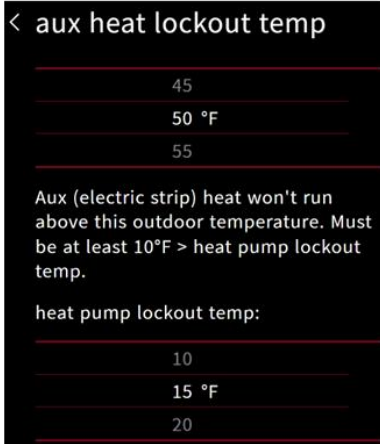 < aux heat lockout temp
45
50 °F
55
Aux (electric strip) heat won't run
above this outdoor temperature. Must
be at least 10°F > heat pump lockout
temp.
heat pump lockout temp:
10
15 °F
20